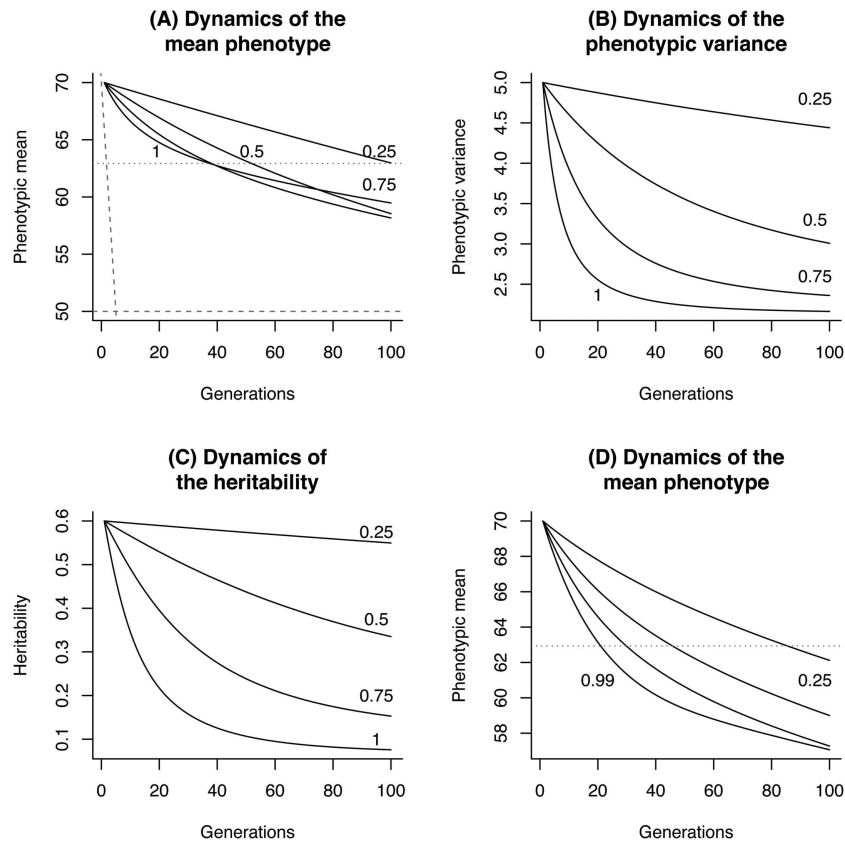 (A) Dynamics of the
mean phenotype
Phenotypic mean
70
65
60
55
50
1
0.5
0.25
0.75
0 20 40 60 80 100
Generations
(B) Dynamics of the
phenotypic variance
Phenotypic variance
5.0
4.5
4.0
3.5
3.0
2.5
0.25
0.5
0.75
1
0 20 40 60 80 100
Generations
(C) Dynamics of
the heritability
Heritability
0.6
0.5
0.4
0.3
0.2
0.1
0.25
0.5
0.75
1
0 20 40 60 80 100
Generations
(D) Dynamics of the
mean phenotype
Phenotypic mean
70
68
66
64
62
60
58
0.99
0.25
0 20 40 60 80 100
Generations